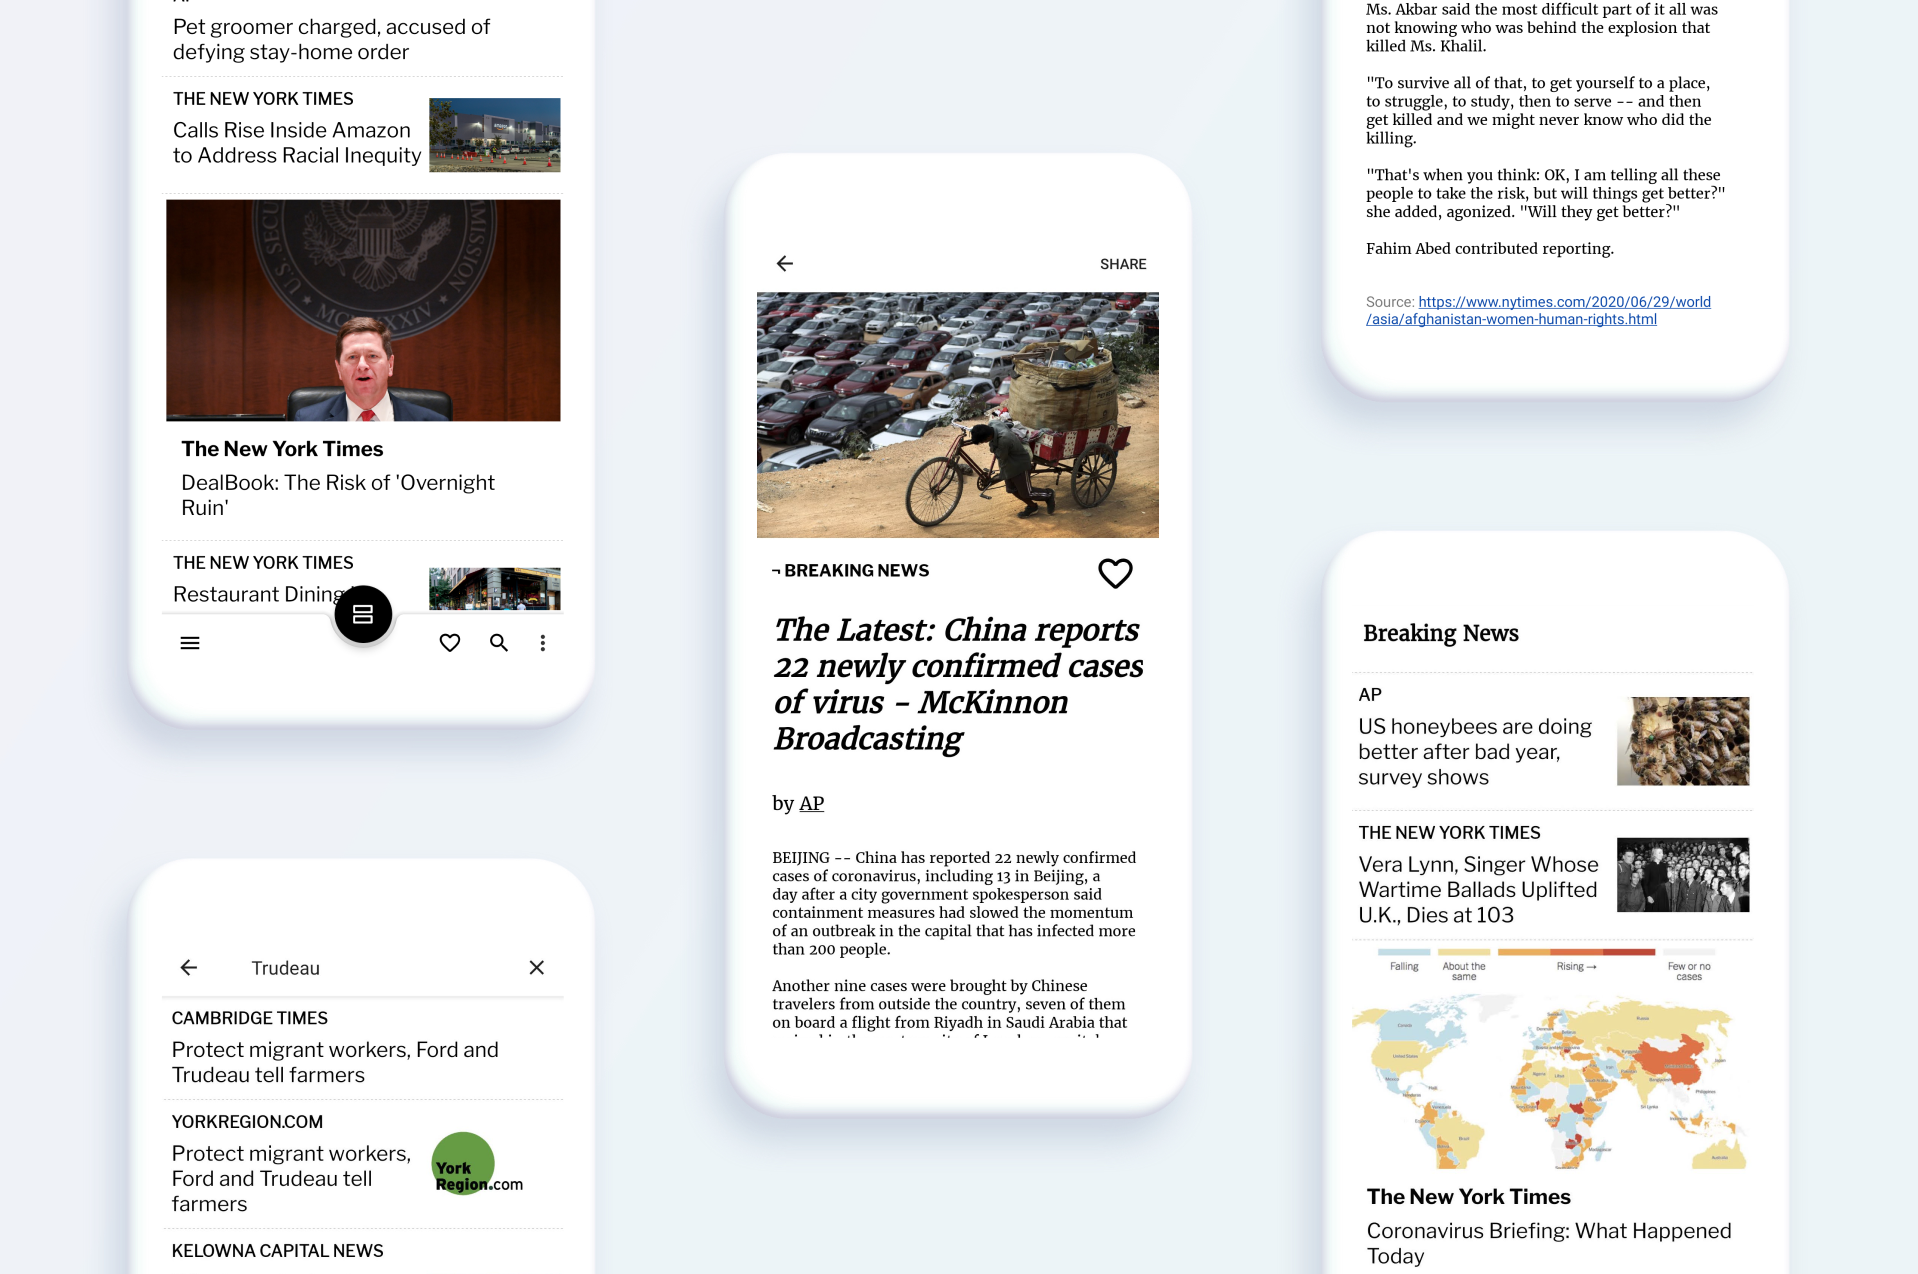 Pet groomer charged, accused of
defying stay-home order
THE NEW YORK TIMES
Calls Rise Inside Amazon
to Address Racial Inequity
The New York Times
DealBook: The Risk of 'Overnight
Ruin'
THE NEW YORK TIMES
Restaurant Dining
Trudeau
CAMBRIDGE TIMES
Protect migrant workers, Ford and
Trudeau tell farmers
YORKREGION.COM
Protect migrant workers,
Ford and Trudeau tell
farmers
York
Region.com
KELOWNA CAPITAL NEWS
SHARE
¬ BREAKING NEWS
The Latest: China reports
22 newly confirmed cases
of virus - McKinnon
Broadcasting
by AP
BEIJING -- China has reported 22 newly confirmed
cases of coronavirus, including 13 in Beijing, a
day after a city government spokesperson said
containment measures had slowed the momentum
of an outbreak in the capital that has infected more
than 200 people.
Another nine cases were brought by Chinese
travelers from outside the country, seven of them
on board a flight from Riyadh in Saudi Arabia that
Ms. Akbar said the most difficult part of it all was
not knowing who was behind the explosion that
killed Ms. Khalil.
"To survive all of that, to get yourself to a place,
to struggle, to study, then to serve -- and then
get killed and we might never know who did the
killing.
"That's when you think: OK, I am telling all these
people to take the risk, but will things get better?"
she added, agonized. "Will they get better?"
Fahim Abed contributed reporting.
Source: https://www.nytimes.com/2020/06/29/world
/asia/afghanistan-women-human-rights.html
Breaking News
AP
US honeybees are doing
better after bad year,
survey shows
THE NEW YORK TIMES
Vera Lynn, Singer Whose
Wartime Ballads Uplifted
U.K., Dies at 103
Falling
About the
same
Rising →
Few or no
cases
The New York Times
Coronavirus Briefing: What Happened
Today